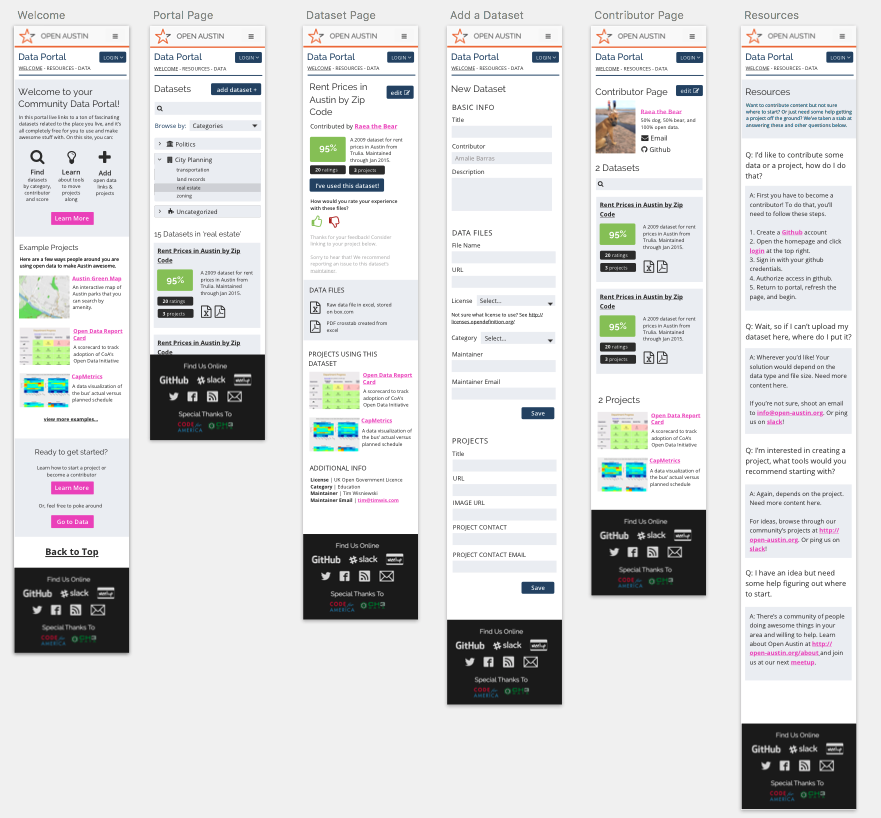 Welcome
OPEN AUSTIN
Data Portal
LOGIN
WELCOME - RESOURCES - DATA
Welcome to your
Community Data Portal!
In this portal live links to a ton of fascinating
datasets related to the place you live, and it's
all completely free for you to use and make
awesome stuff with. On this site, you can:
Find
datasets
by category,
contributor
and score
Learn
about tools
to move
projects
along
Add
open data
links &
projects
Learn More
Example Projects
Here are a few ways people around you are
using open data to make Austin awesome.
Austin Green Map
An interactive map of
Austin parks that you
can search by
amenity.
Open Data Report
Card
A scorecard to track
adoption of CoA's
Open Data Initiative
CapMetrics
A data visualization of
the bus' actual versus
planned schedule
view more examples...
Ready to get started?
Learn how to start a project or
become a contributor
Learn More
Or, feel free to poke around
Go to Data
Back to Top
Find Us Online
GitHub slack meetup
Special Thanks To
CODE for
AMERICA
Portal Page
OPEN AUSTIN
Data Portal
LOGIN
WELCOME - RESOURCES - DATA
Datasets
add dataset +
Browse by: Categories
Politics
City Planning
transportation
land records
real estate
zoning
Uncategorized
15 Datasets in 'real estate'
Rent Prices in Austin by Zip
Code
95%
20 ratings
3 projects
A 2009 dataset for rent
prices in Austin from
Trulia. Maintained
through Jan 2015.
Rent Prices in Austin by Zip
Code
Find Us Online
GitHub slack meetup
Special Thanks To
CODE for
AMERICA
Dataset Page
OPEN AUSTIN
Data Portal
LOGIN
WELCOME - RESOURCES - DATA
Rent Prices in
Austin by Zip
Code
edit
Contributed by Raea the Bear
95%
20 ratings
A 2009 dataset for rent
prices in Austin from
Trulia. Maintained
through Jan 2015.
3 projects
I've used this dataset!
How would you rate your experience
with these files?
Thanks for your feedback! Consider
linking to your project below.
Sorry to hear that! We recommend
reporting an issue to this dataset's
maintainer.
DATA FILES
Raw data file in excel, stored
on box.com
PDF crosstab created from
excel
PROJECTS USING THIS
DATASET
Open Data Report
Card
A scorecard to track
adoption of CoA's
Open Data Initiative
CapMetrics
A data visualization of
the bus' actual versus
planned schedule
ADDITIONAL INFO
License | UK Open Government Licence
Category | Education
Maintainer | Tim Wisniewski
Maintainer Email | tim@timwis.com
Find Us Online
GitHub slack meetup
Special Thanks To
CODE for
AMERICA
Add a Dataset
OPEN AUSTIN
Data Portal
LOGIN
WELCOME - RESOURCES - DATA
New Dataset
BASIC INFO
Title
Contributor
Amalie Barras
Description
DATA FILES
File Name
URL
License Select...
Not sure what license to use? See http://
licenses.opendefinition.org/
Category Select...
Maintainer
Maintainer Email
Save
PROJECTS
Title
URL
IMAGE URL
PROJECT CONTACT
PROJECT CONTACT EMAIL
Save
Find Us Online
GitHub slack meetup
Special Thanks To
CODE for
AMERICA
Contributor Page
OPEN AUSTIN
Data Portal
LOGIN
WELCOME - RESOURCES - DATA
Contributor Page
edit
Raea the Bear
50% dog, 50% bear, and
100% open data.
Email
Github
2 Datasets
Rent Prices in Austin by Zip
Code
95%
20 ratings
3 projects
A 2009 dataset for rent
prices in Austin from
Trulia. Maintained
through Jan 2015.
Rent Prices in Austin by Zip
Code
95%
20 ratings
3 projects
A 2009 dataset for rent
prices in Austin from
Trulia. Maintained
through Jan 2015.
2 Projects
Open Data Report
Card
A scorecard to track
adoption of CoA's
Open Data Initiative
CapMetrics
A data visualization of
the bus' actual versus
planned schedule
Find Us Online
GitHub slack meetup
Special Thanks To
CODE for
AMERICA
Resources
OPEN AUSTIN
Data Portal
LOGIN
WELCOME - RESOURCES - DATA
Resources
Want to contribute content but not sure
where to start? Or just need some help getting
a project off the ground? We've taken a stab at
answering these and other questions below.
Q: I'd like to contribute some
data or a project, how do I do
that?
A: First you have to become a
contributor! To do that, you'll
need to follow these steps.
1. Create a Github account
2. Open the homepage and click
login at the top right.
3. Sign in with your github
credentials.
4. Authorize access in github.
5. Return to portal, refresh the
page, and begin.
Q: Wait, so if I can't upload my
dataset here, where do I put it?
A: Wherever you'd like! Your
solution would depend on the
data type and file size. Need more
content here.
If you're not sure, shoot an email
to info@open-austin.org. Or ping
us on slack!
Q: I'm interested in creating a
project, what tools would you
recommend starting with?
A: Again, depends on the project.
Need more content here.
For ideas, browse through our
community's projects at http://
open-austin.org. Or ping us on
slack!
Q: I have an idea but need
some help figuring out where
to start.
A: There's a community of people
doing awesome things in your
area and willing to help. Learn
about Open Austin at http://
open-austin.org/about and join
us at our next meetup.
Find Us Online
GitHub slack meetup
Special Thanks To
CODE for
AMERICA